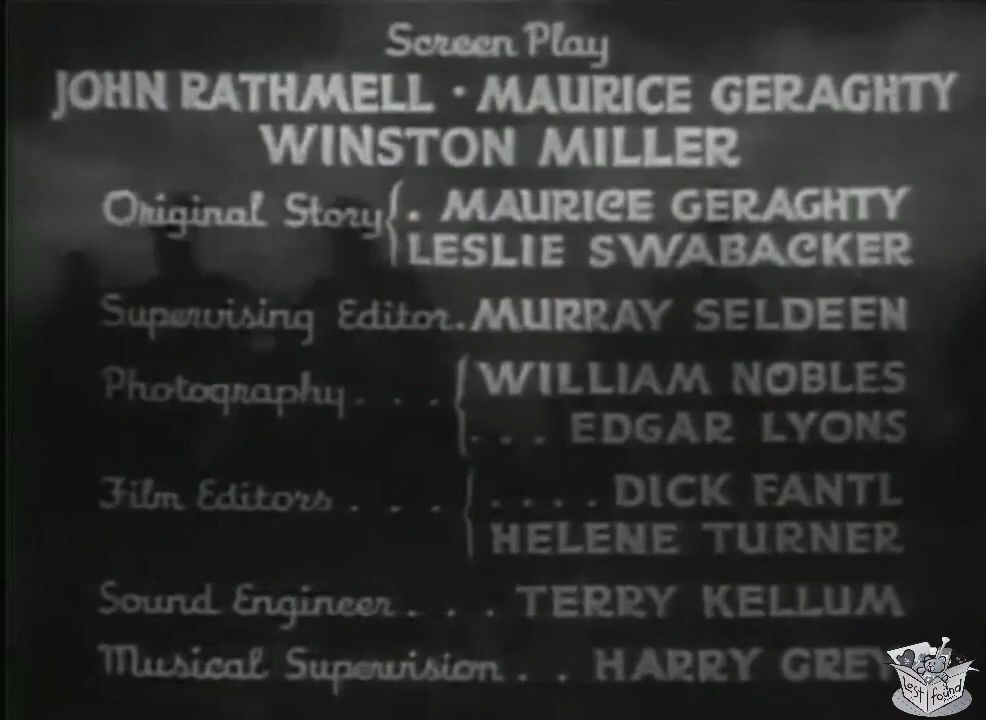 Screen Play
JOHN RATHMELL · MAURICE GERAGHTY
WINSTON MILLER
Original Story { . MAURICE GERAGHTY
LESLIE SWABACKER
Supervising Editor . MURRAY SELDEEN
Photography . . . { WILLIAM NOBLES
. . . EDGAR LYONS
Film Editors . . . { . . . . DICK FANTL
HELENE TURNER
Sound Engineer . . . TERRY KELLUM
Musical Supervision . . HARRY GREY
lost found